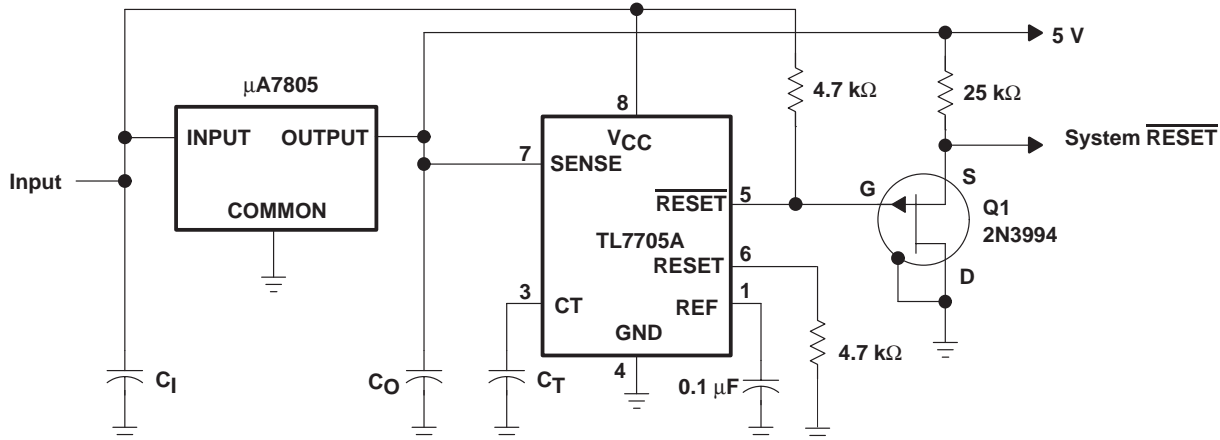 5 V
μA7805
4.7 kΩ
25 kΩ
8
INPUT OUTPUT
VCC
System RESET
7
SENSE
Input
S
G
RESET
5
COMMON
Q1
2N3994
TL7705A
6
RESET
D
3
CT
REF
1
GND
4
4.7 kΩ
CI
CO
CT
0.1 μF